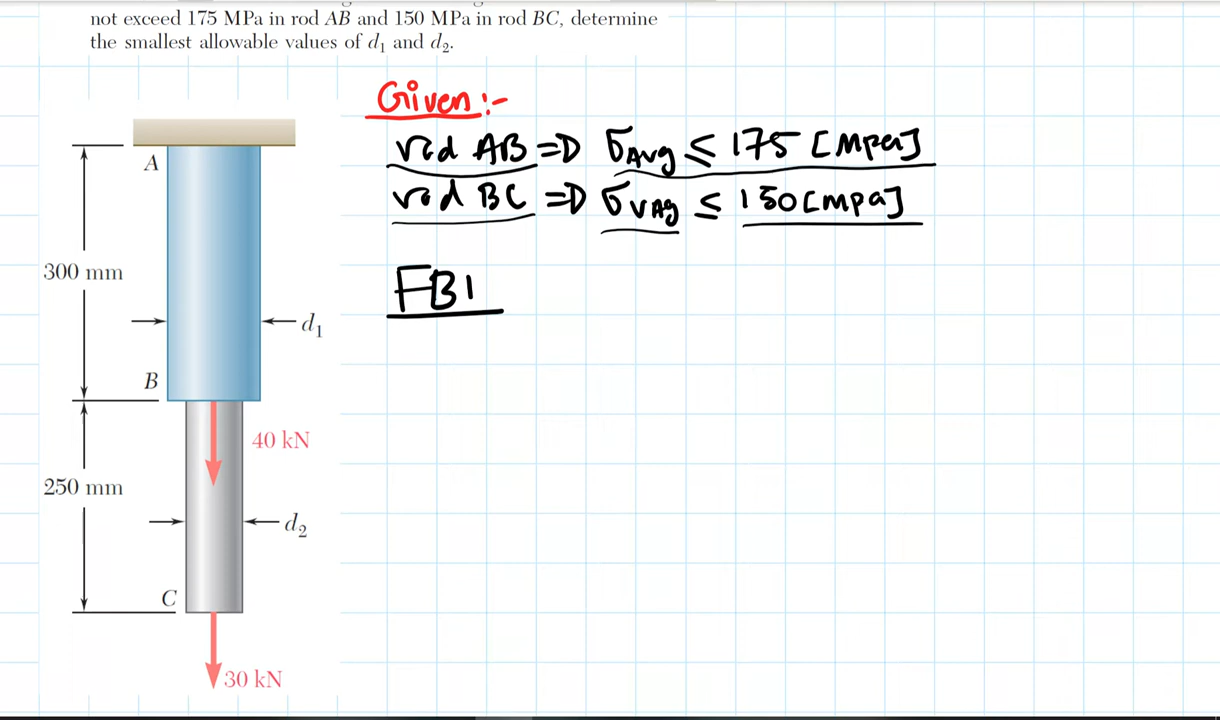 not exceed 175 MPa in rod AB and 150 MPa in rod BC, determine
the smallest allowable values of d₁ and d₂.
Given :-
rod AB => σAvg ≤ 175 [Mpa]
rod BC => σVAg ≤ 150 [mpa]
FB1
A
300 mm
d₁
B
40 kN
250 mm
d₂
C
30 kN